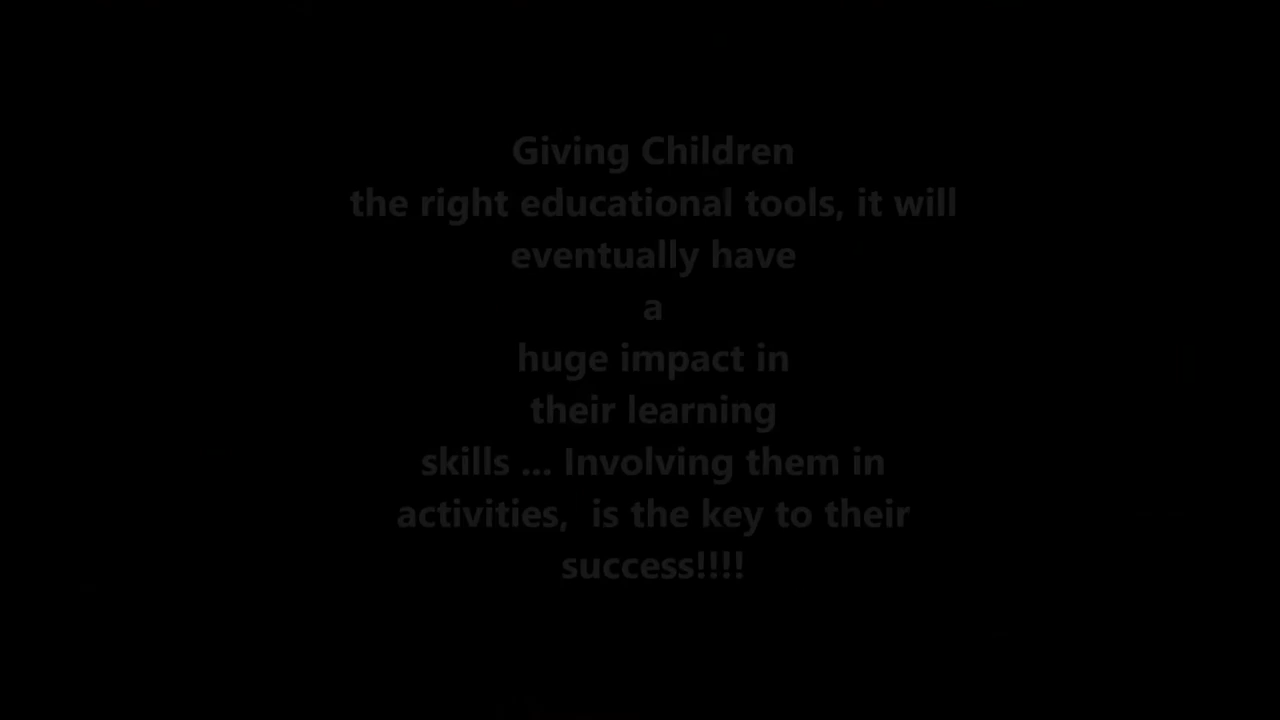 Giving Children
the right educational tools, it will
eventually have
a
huge impact in
their learning
skills ... Involving them in
activities,  is the key to their
success!!!!